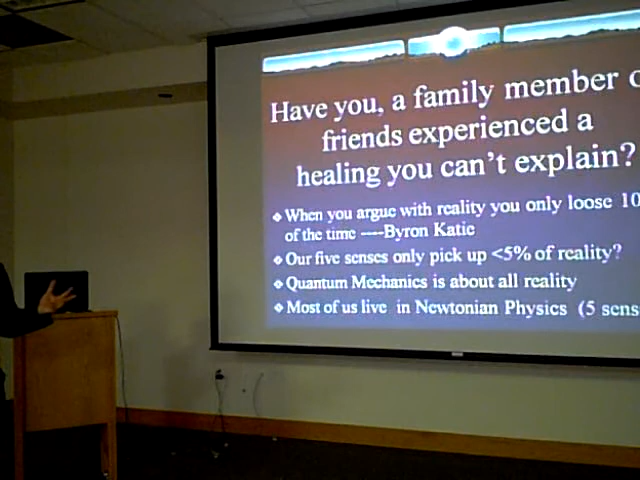 Have you, a family member
friends experienced a
healing you can't explain?
❖ When you argue with reality you only loose 10
of the time ----Byron Katie
❖ Our five senses only pick up <5% of reality?
❖ Quantum Mechanics is about all reality
❖ Most of us live in Newtonian Physics (5 sens